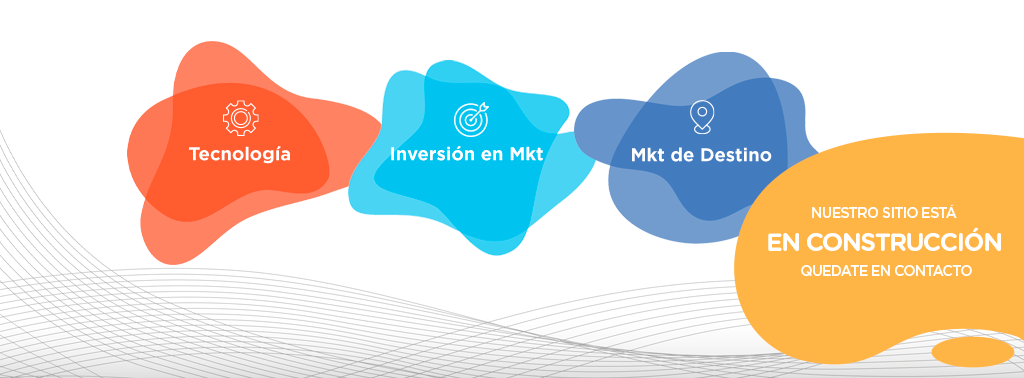 Tecnología
Inversión en Mkt
Mkt de Destino
NUESTRO SITIO ESTÁ
EN CONSTRUCCIÓN
QUEDATE EN CONTACTO